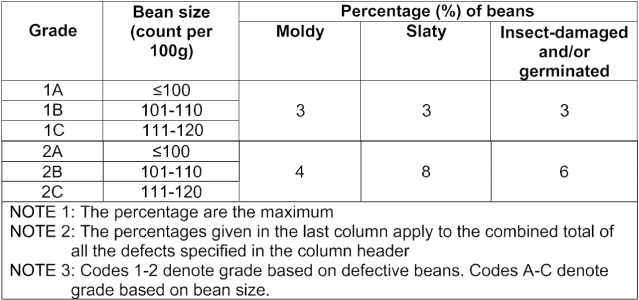 Grade Bean size (count per 100g) Percentage (%) of beans
Moldy Slaty Insect-damaged and/or germinated
1A ≤100
1B 101-110 3 3 3
1C 111-120
2A ≤100
2B 101-110 4 8 6
2C 111-120
NOTE 1: The percentage are the maximum
NOTE 2: The percentages given in the last column apply to the combined total of
all the defects specified in the column header
NOTE 3: Codes 1-2 denote grade based on defective beans. Codes A-C denote
grade based on bean size.